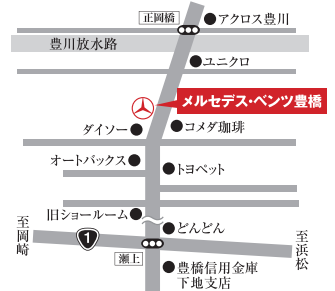 正岡橋
アクロス豊川
豊川放水路
ユニクロ
メルセデス・ベンツ豊橋
ダイソー
コメダ珈琲
オートバックス
トヨペット
旧ショールーム
どんどん
至岡崎
1
瀬上
至浜松
豊橋信用金庫
下地支店